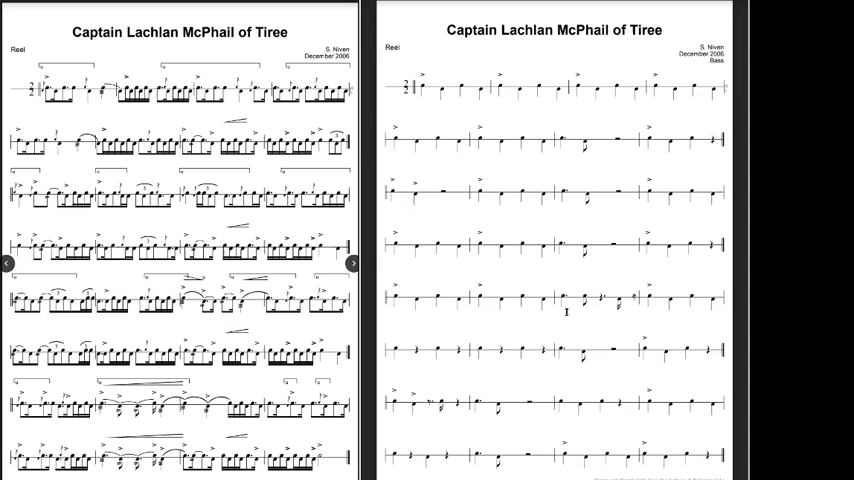 Captain Lachlan McPhail of Tiree
Reel
S. Niven
December 2006
Captain Lachlan McPhail of Tiree
Reel
S. Niven
December 2006
Bass